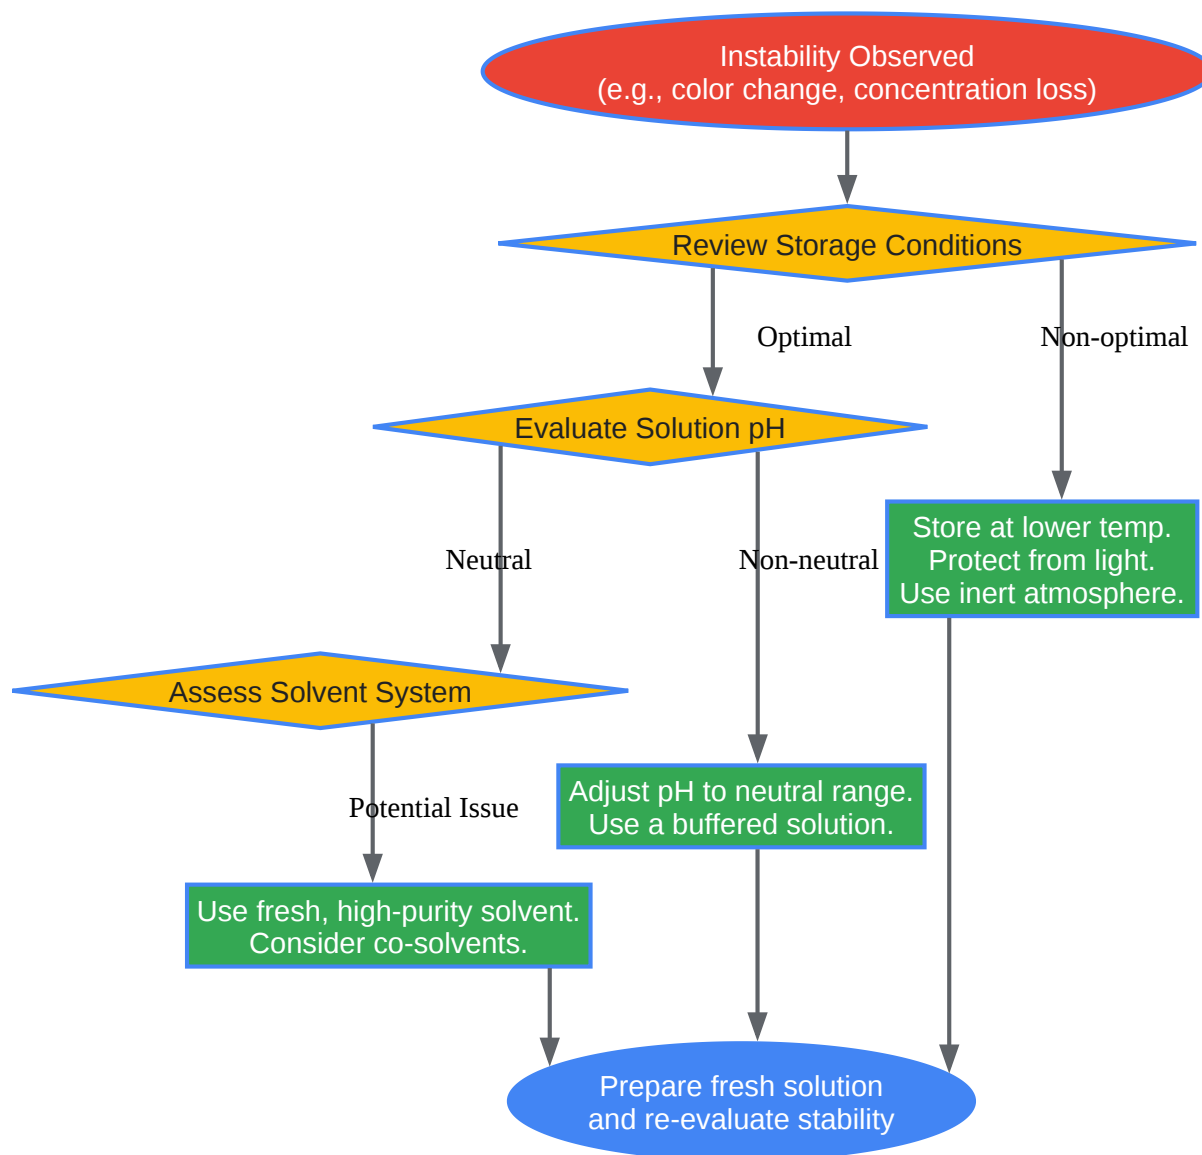 Instability Observed
(e.g., color change, concentration loss)
Review Storage Conditions
Optimal
Non-optimal
Evaluate Solution pH
Store at lower temp.
Protect from light.
Use inert atmosphere.
Neutral
Non-neutral
Assess Solvent System
Adjust pH to neutral range.
Use a buffered solution.
Potential Issue
Use fresh, high-purity solvent.
Consider co-solvents.
Prepare fresh solution
and re-evaluate stability